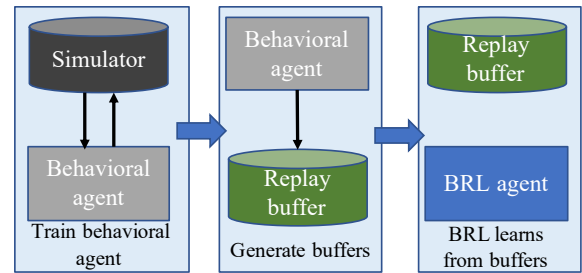 Simulator
Behavioral
agent
Train behavioral
agent
Behavioral
agent
Replay
buffer
Generate buffers
Replay
buffer
BRL agent
BRL learns
from buffers